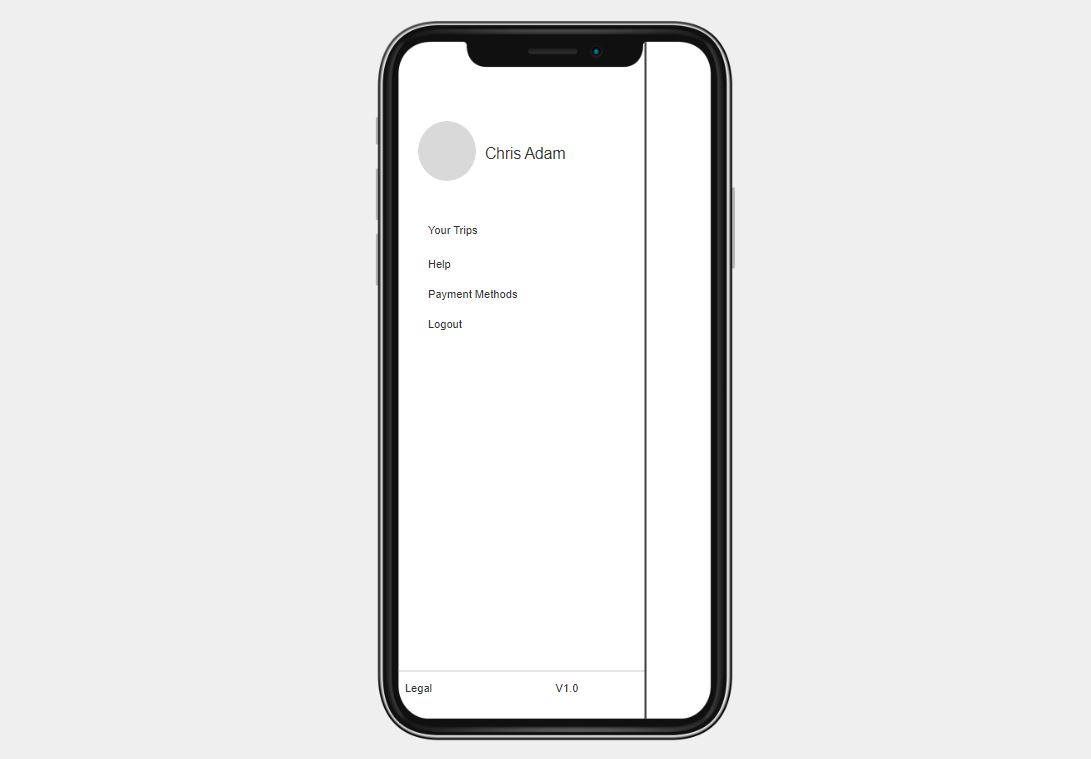 Chris Adam
Your Trips
Help
Payment Methods
Logout
Legal
V1.0